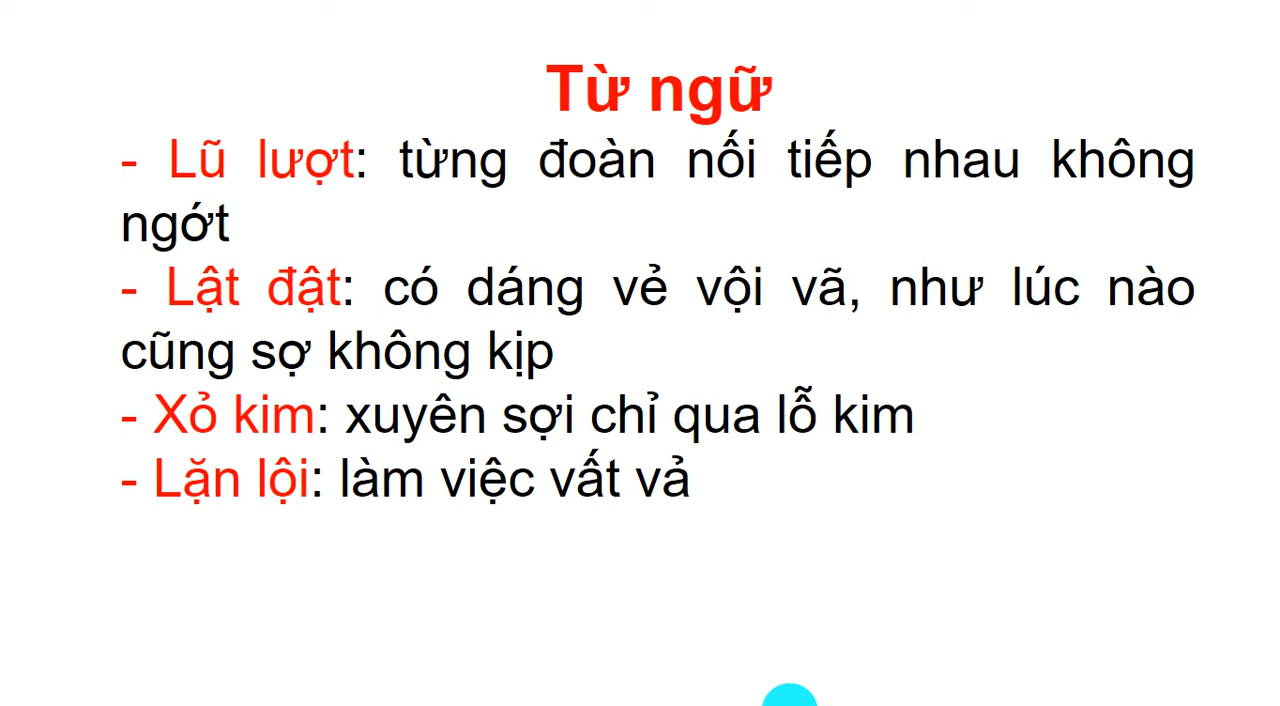 Từ ngữ
- Lũ lượt: từng đoàn nối tiếp nhau không
ngớt
- Lật đật: có dáng vẻ vội vã, như lúc nào
cũng sợ không kịp
- Xỏ kim: xuyên sợi chỉ qua lỗ kim
- Lặn lội: làm việc vất vả